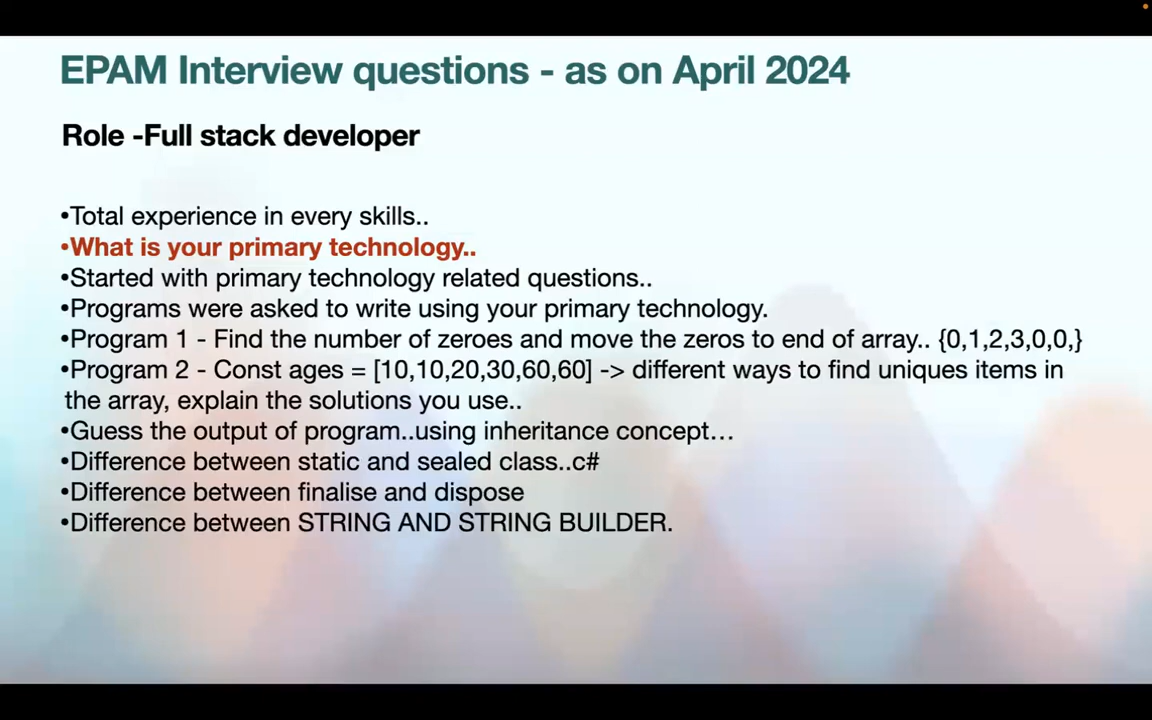 EPAM Interview questions - as on April 2024
Role -Full stack developer
•Total experience in every skills..
•What is your primary technology..
•Started with primary technology related questions..
•Programs were asked to write using your primary technology.
•Program 1 - Find the number of zeroes and move the zeros to end of array.. {0,1,2,3,0,0,}
•Program 2 - Const ages = [10,10,20,30,60,60] -> different ways to find uniques items in
the array, explain the solutions you use..
•Guess the output of program..using inheritance concept…
•Difference between static and sealed class..c#
•Difference between finalise and dispose
•Difference between STRING AND STRING BUILDER.